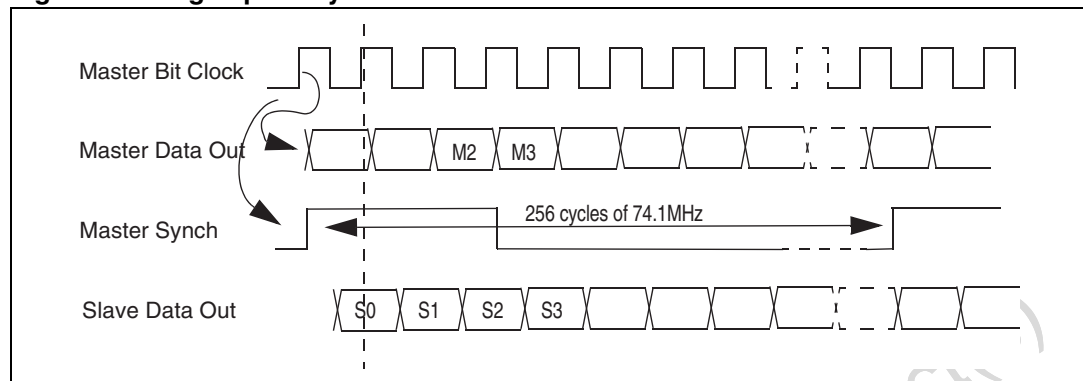 Master Bit Clock
Master Data Out
M2 M3
Master Synch
256 cycles of 74.1MHz
Slave Data Out
S0 S1 S2 S3